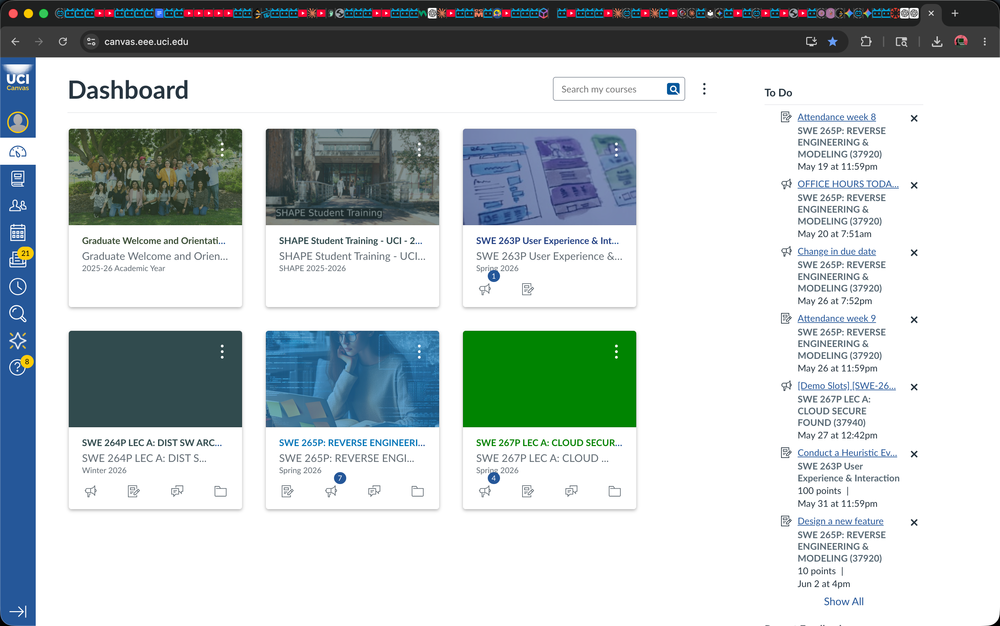 canvas.eee.uci.edu
UCI
Canvas
21
8
Dashboard
Search my courses
Graduate Welcome and Orientati...
Graduate Welcome and Orien...
2025-26 Academic Year
SHAPE Student Training
SHAPE Student Training - UCI - 2...
SHAPE Student Training - UCI...
SHAPE 2025-2026
SWE 263P User Experience & Int...
SWE 263P User Experience &...
Spring 2026
1
SWE 264P LEC A: DIST SW ARC...
SWE 264P LEC A: DIST S...
Winter 2026
SWE 265P: REVERSE ENGINEERI...
SWE 265P: REVERSE ENGI...
Spring 2026
7
SWE 267P LEC A: CLOUD SECUR...
SWE 267P LEC A: CLOUD ...
Spring 2026
4
To Do
Attendance week 8
SWE 265P: REVERSE
ENGINEERING &
MODELING (37920)
May 19 at 11:59pm
OFFICE HOURS TODA...
SWE 265P: REVERSE
ENGINEERING &
MODELING (37920)
May 20 at 7:51am
Change in due date
SWE 265P: REVERSE
ENGINEERING &
MODELING (37920)
May 26 at 7:52pm
Attendance week 9
SWE 265P: REVERSE
ENGINEERING &
MODELING (37920)
May 26 at 11:59pm
[Demo Slots] [SWE-26...
SWE 267P LEC A:
CLOUD SECURE
FOUND (37940)
May 27 at 12:42pm
Conduct a Heuristic Ev...
SWE 263P User
Experience & Interaction
100 points |
May 31 at 11:59pm
Design a new feature
SWE 265P: REVERSE
ENGINEERING &
MODELING (37920)
10 points |
Jun 2 at 4pm
Show All